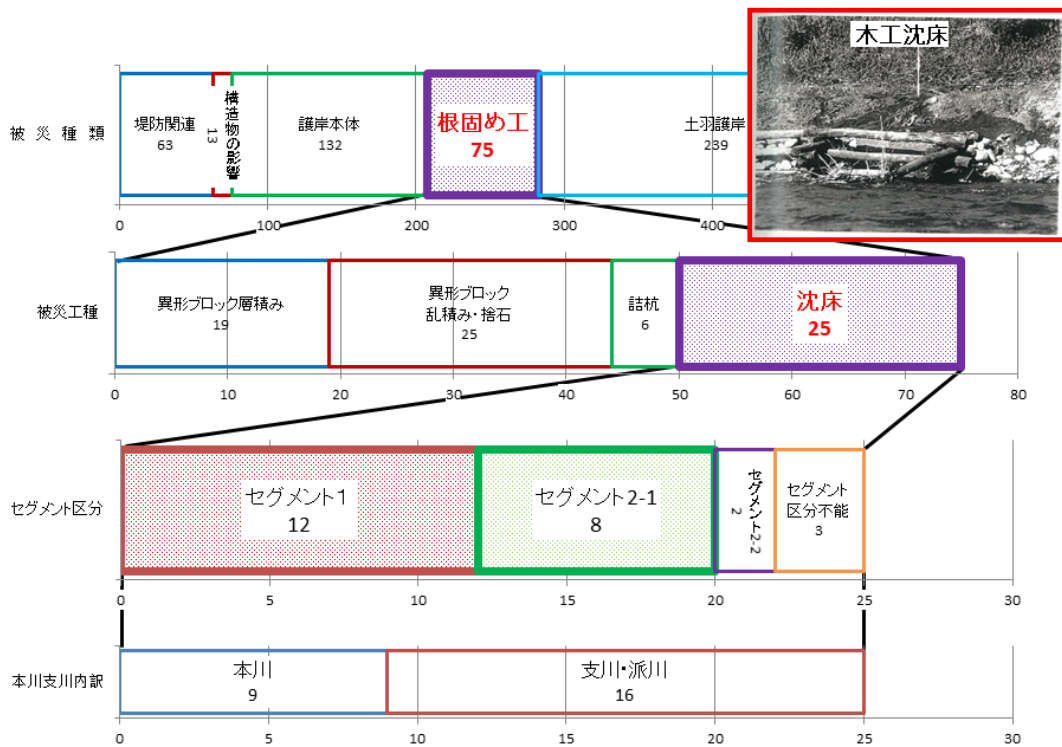 木工沈床
被災種類
堤防関連
63
13
構造物の影響
護岸本体
132
根固め工
75
土羽護岸
239
0 100 200 300 400
被災工種
異形ブロック層積み
19
異形ブロック
乱積み・捨石
25
詰杭
6
沈床
25
0 10 20 30 40 50 60 70 80
セグメント区分
セグメント1
12
セグメント2-1
8
セグメント2-2
2
セグメント
区分不能
3
0 5 10 15 20 25 30
本川支川内訳
本川
9
支川・派川
16
0 5 10 15 20 25 30